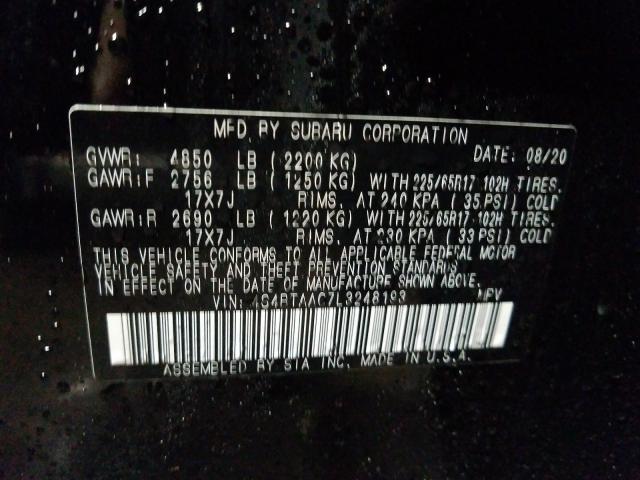 MFD. BY SUBARU CORPORATION
GVWR: 4850 LB (2200 KG) DATE: 08/20
GAWR:F 2756 LB (1250 KG) WITH 225/65R17 102H TIRES.
17X7J RIMS. AT 240 KPA (35 PSI) COLD
GAWR:R 2690 LB (1220 KG) WITH 225/65R17 102H TIRES.
17X7J RIMS. AT 230 KPA (33 PSI) COLD
THIS VEHICLE CONFORMS TO ALL APPLICABLE FEDERAL MOTOR
VEHICLE SAFETY AND THEFT PREVENTION STANDARDS
IN EFFECT ON THE DATE OF MANUFACTURE SHOWN ABOVE.
VIN: 4S4BTAAC7L3248193 MPV
ASSEMBLED BY SIA INC. MADE IN U.S.A.